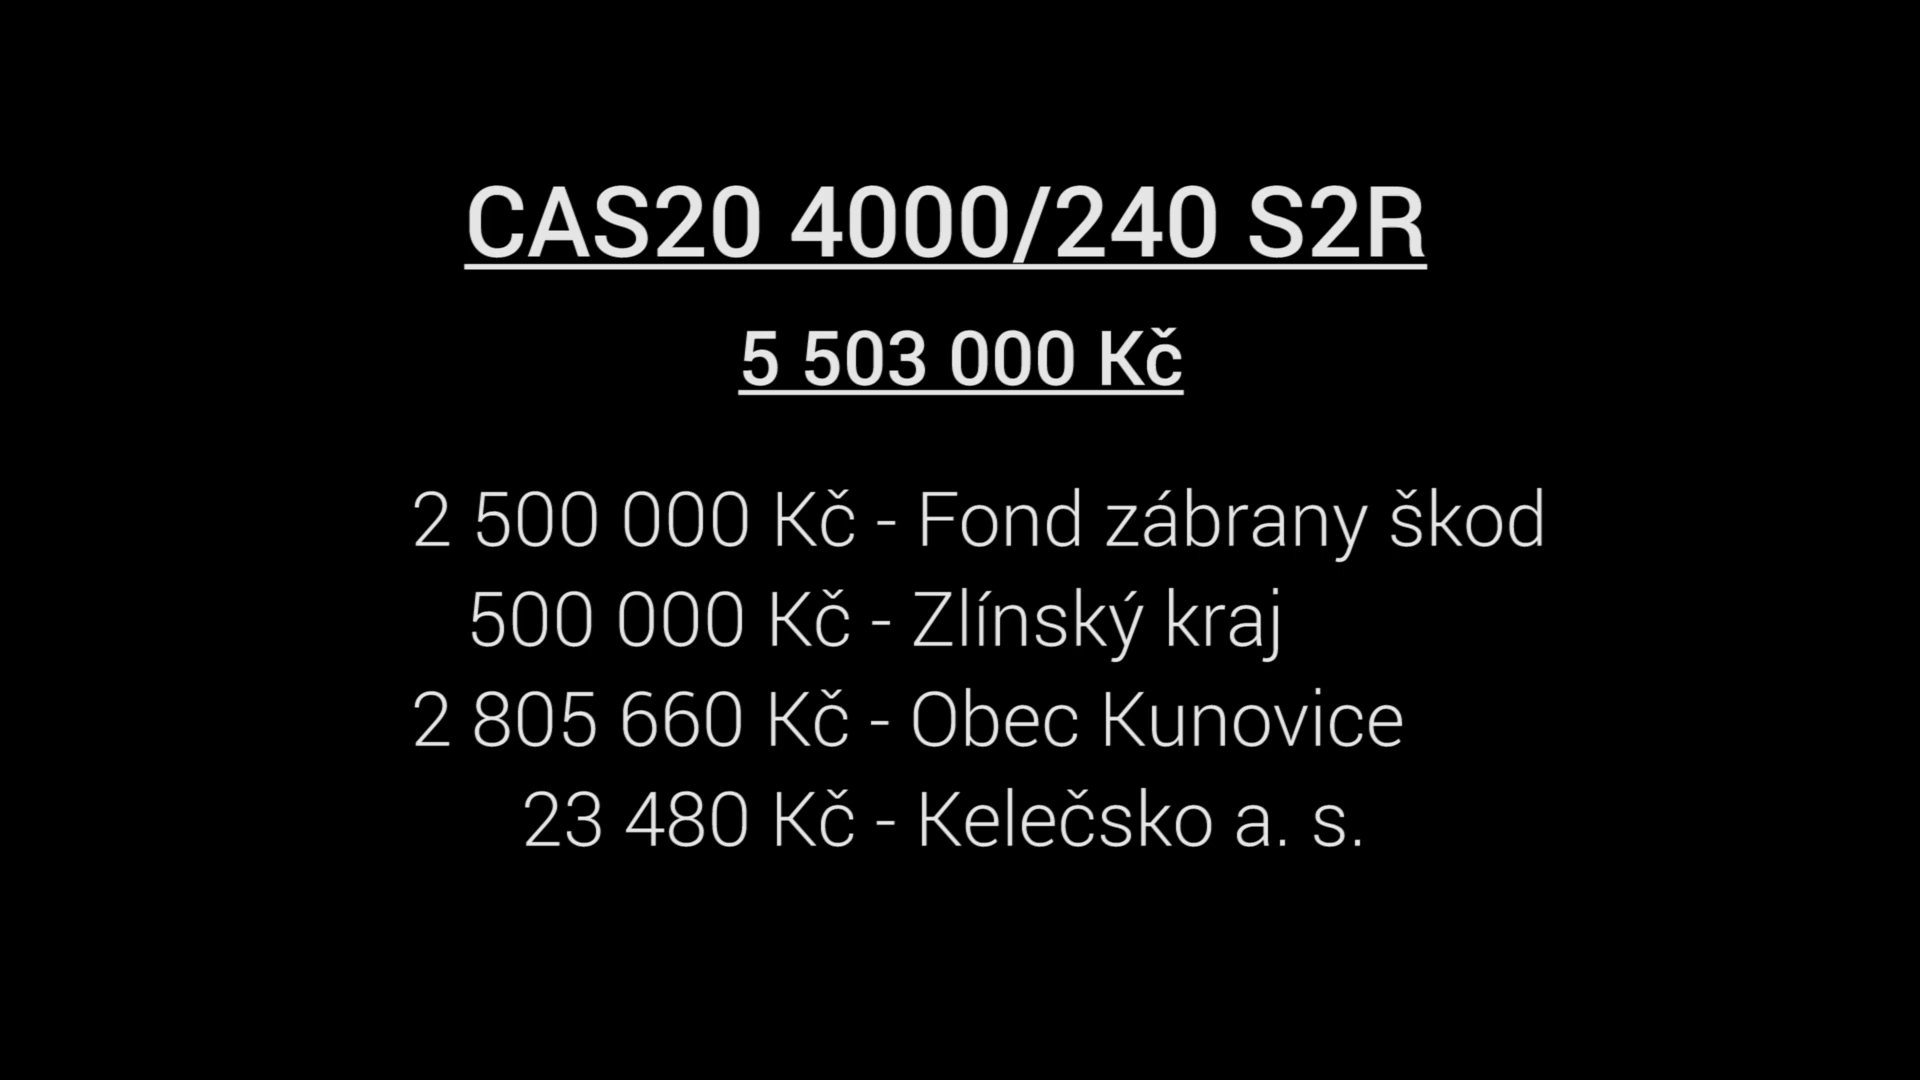 CAS20 4000/240 S2R
5 503 000 Kč
2 500 000 Kč - Fond zábrany škod
500 000 Kč - Zlínský kraj
2 805 660 Kč - Obec Kunovice
23 480 Kč - Kelečsko a. s.